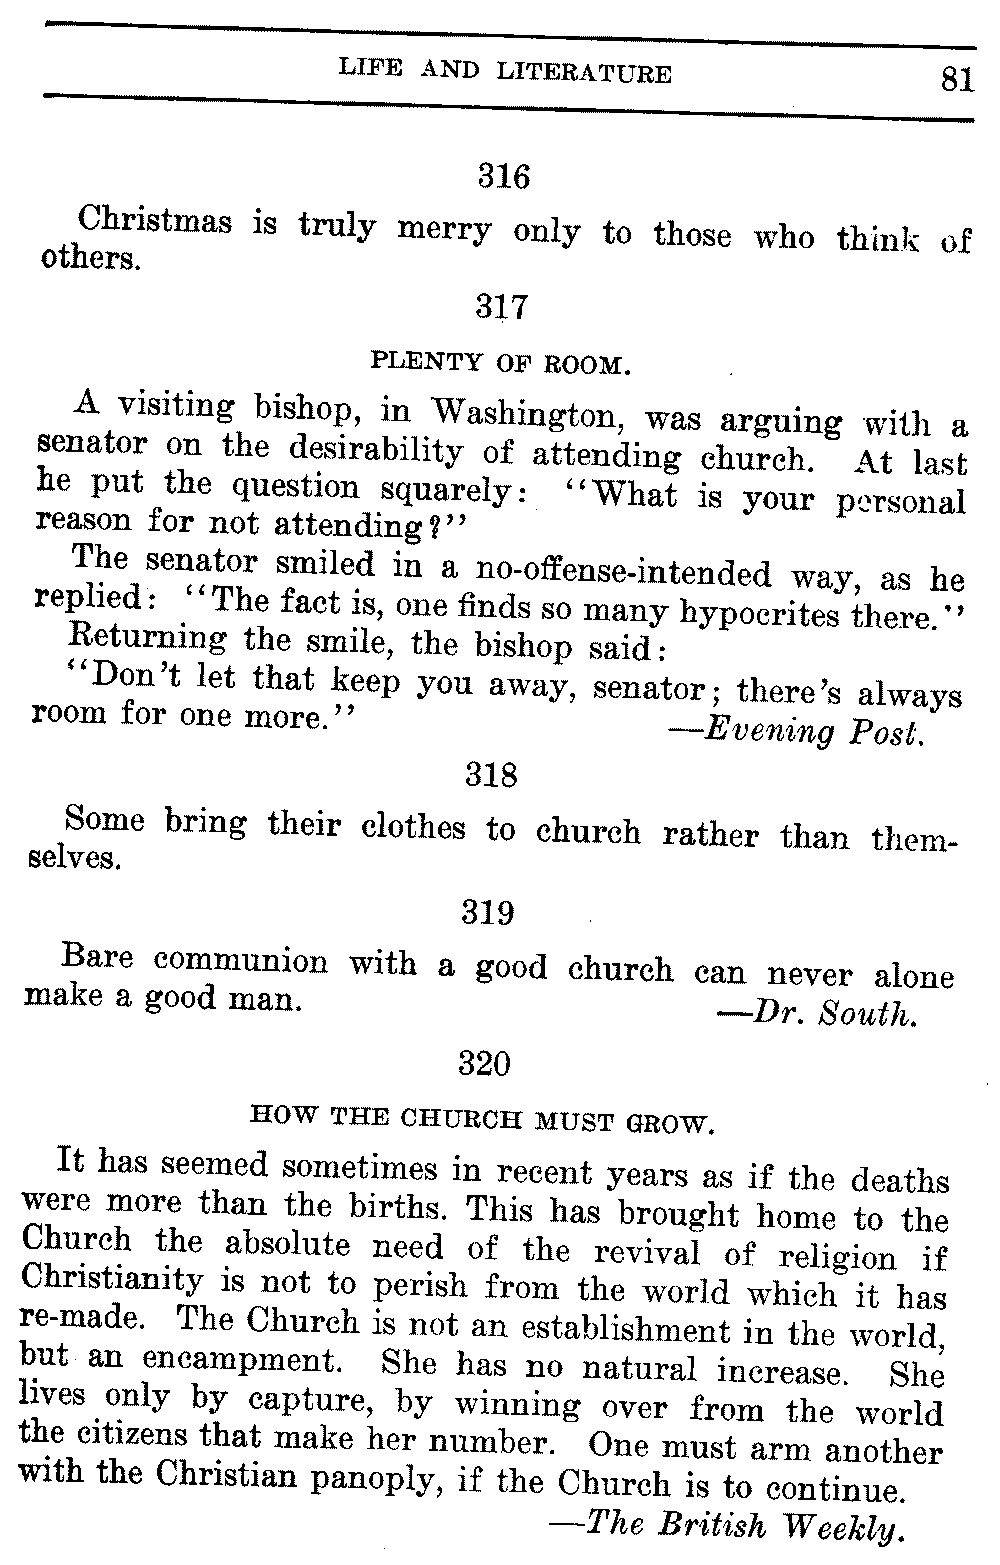 LIFE AND LITERATURE 81
316
Christmas is truly merry only to those who think of
others.
317
PLENTY OF ROOM.
A visiting bishop, in Washington, was arguing with a
senator on the desirability of attending church. At last
he put the question squarely: “What is your personal
reason for not attending?”
The senator smiled in a no-offense-intended way, as he
replied: “The fact is, one finds so many hypocrites there.”
Returning the smile, the bishop said:
“Don’t let that keep you away, senator; there’s always
room for one more.” —Evening Post.
318
Some bring their clothes to church rather than them-
selves.
319
Bare communion with a good church can never alone
make a good man. —Dr. South.
320
HOW THE CHURCH MUST GROW.
It has seemed sometimes in recent years as if the deaths
were more than the births. This has brought home to the
Church the absolute need of the revival of religion if
Christianity is not to perish from the world which it has
re-made. The Church is not an establishment in the world,
but an encampment. She has no natural increase. She
lives only by capture, by winning over from the world
the citizens that make her number. One must arm another
with the Christian panoply, if the Church is to continue.
—The British Weekly.